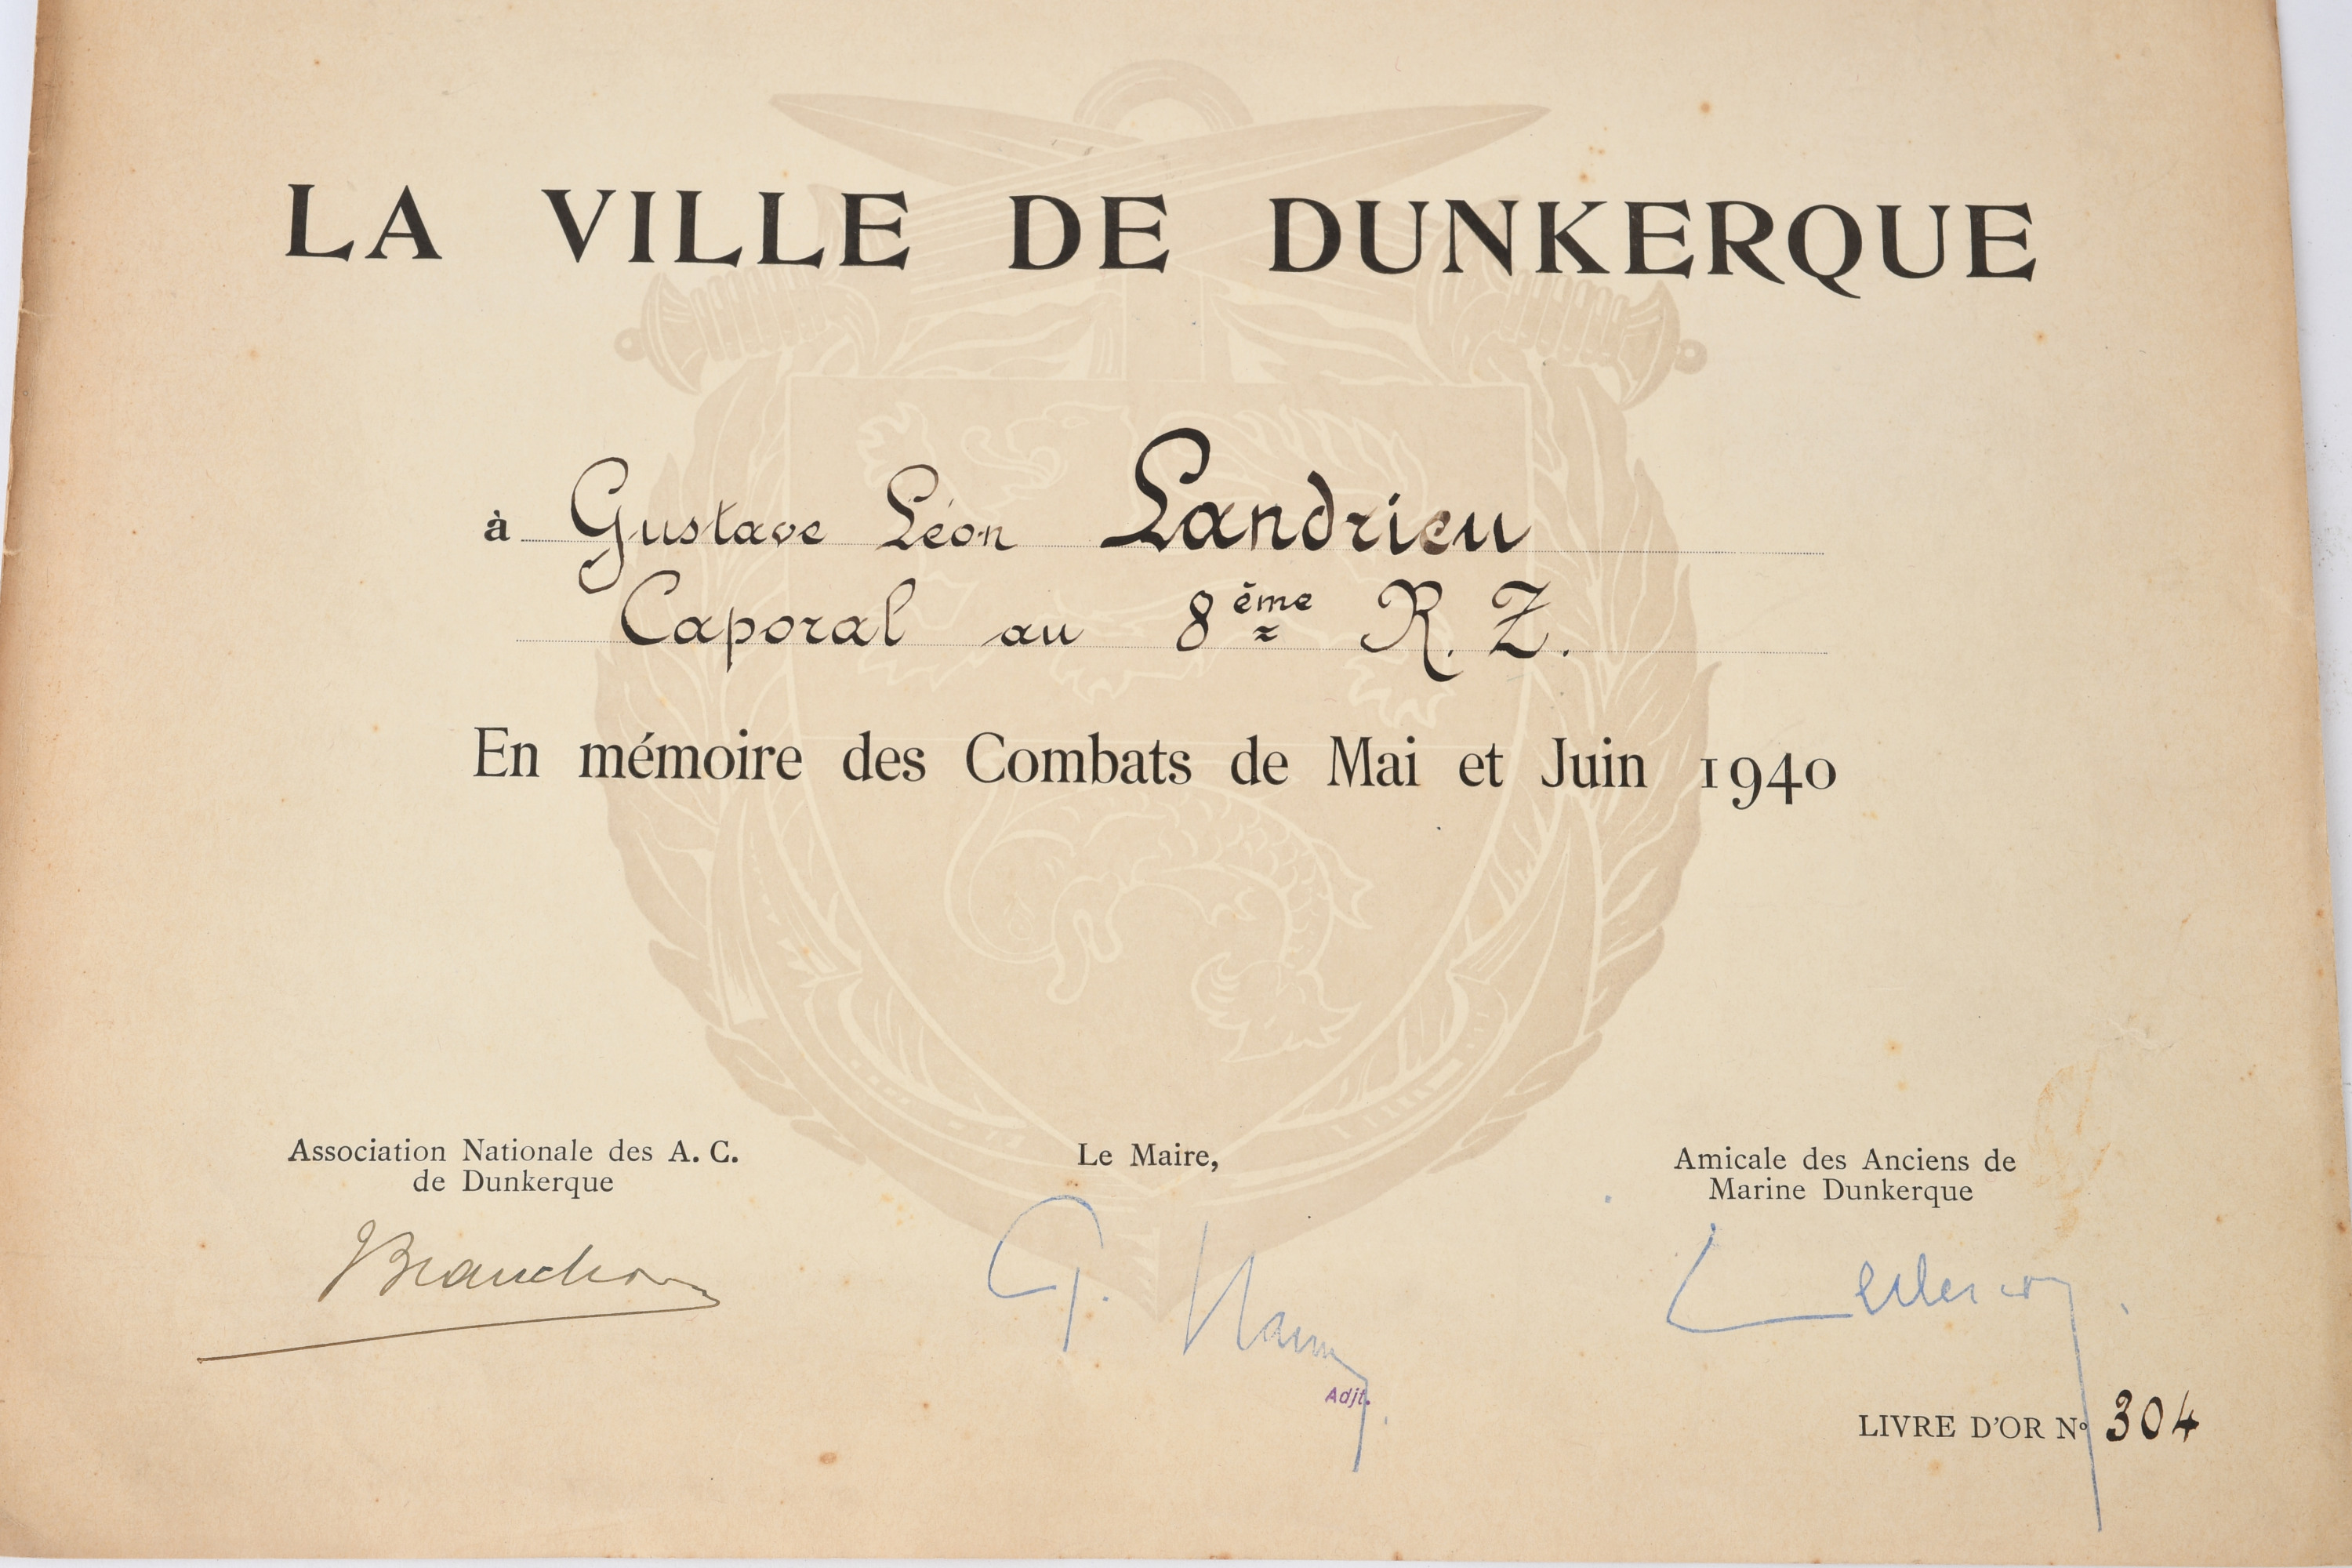 LA VILLE DE DUNKERQUE
à Gustave Léon Landrieu
Caporal au 8ème R. Z.
En mémoire des Combats de Mai et Juin 1940
Association Nationale des A. C.
de Dunkerque
Le Maire,
Amicale des Anciens de
Marine Dunkerque
Adjt.
LIVRE D'OR Nº 304